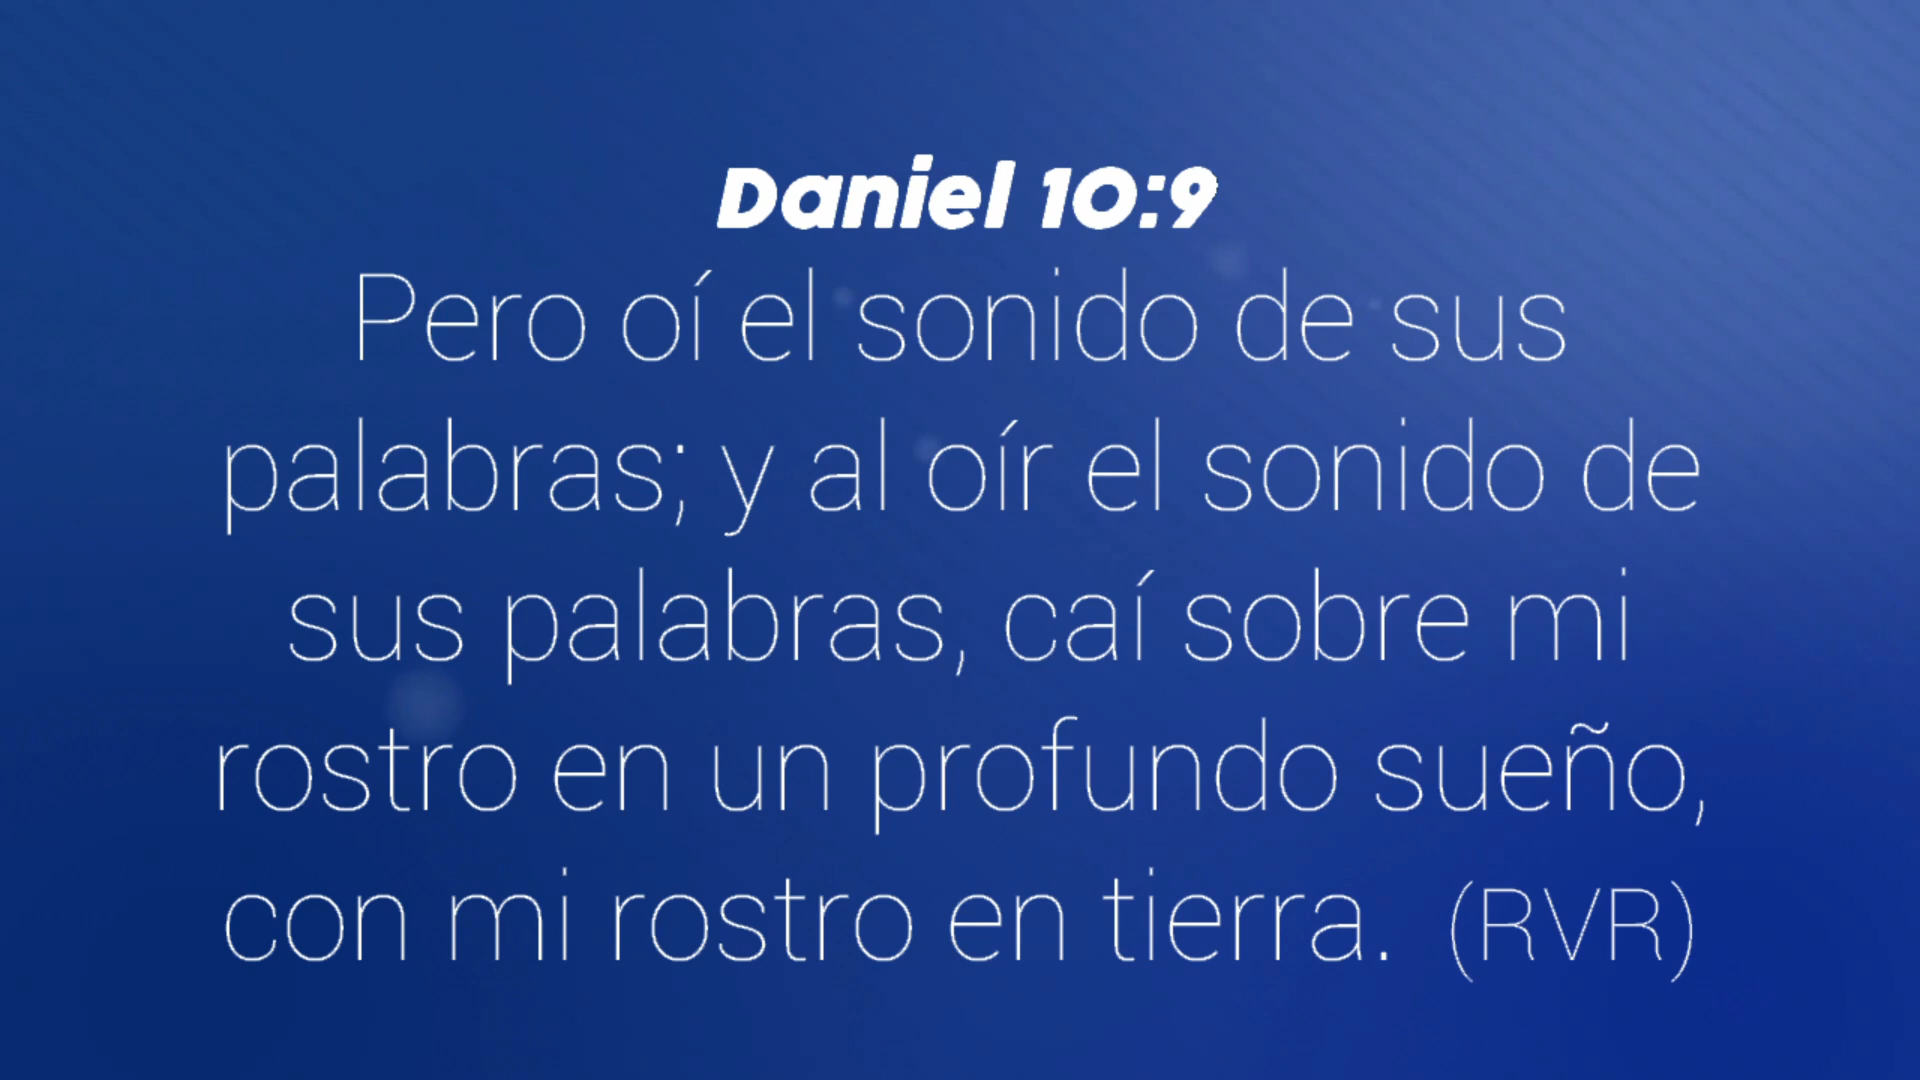 Daniel 10:9
Pero oí el sonido de sus
palabras; y al oír el sonido de
sus palabras, caí sobre mi
rostro en un profundo sueño,
con mi rostro en tierra. (RVR)